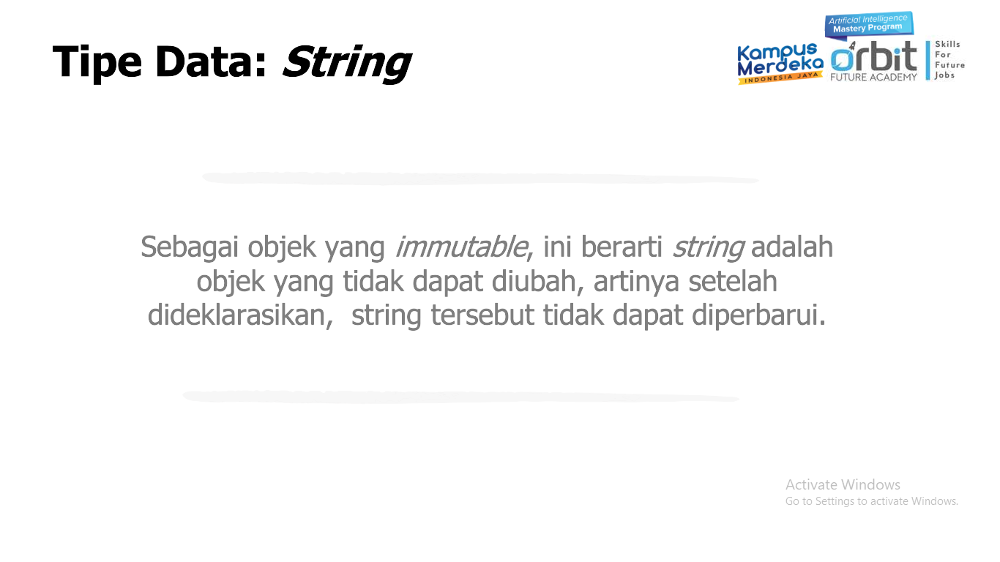 Tipe Data: String
Artificial Intelligence
Mastery Program
Kampus
Merdeka
INDONESIA JAYA
orbit
FUTURE ACADEMY
Skills
For
Future
Jobs
Sebagai objek yang immutable, ini berarti string adalah
objek yang tidak dapat diubah, artinya setelah
dideklarasikan, string tersebut tidak dapat diperbarui.
Activate Windows
Go to Settings to activate Windows.